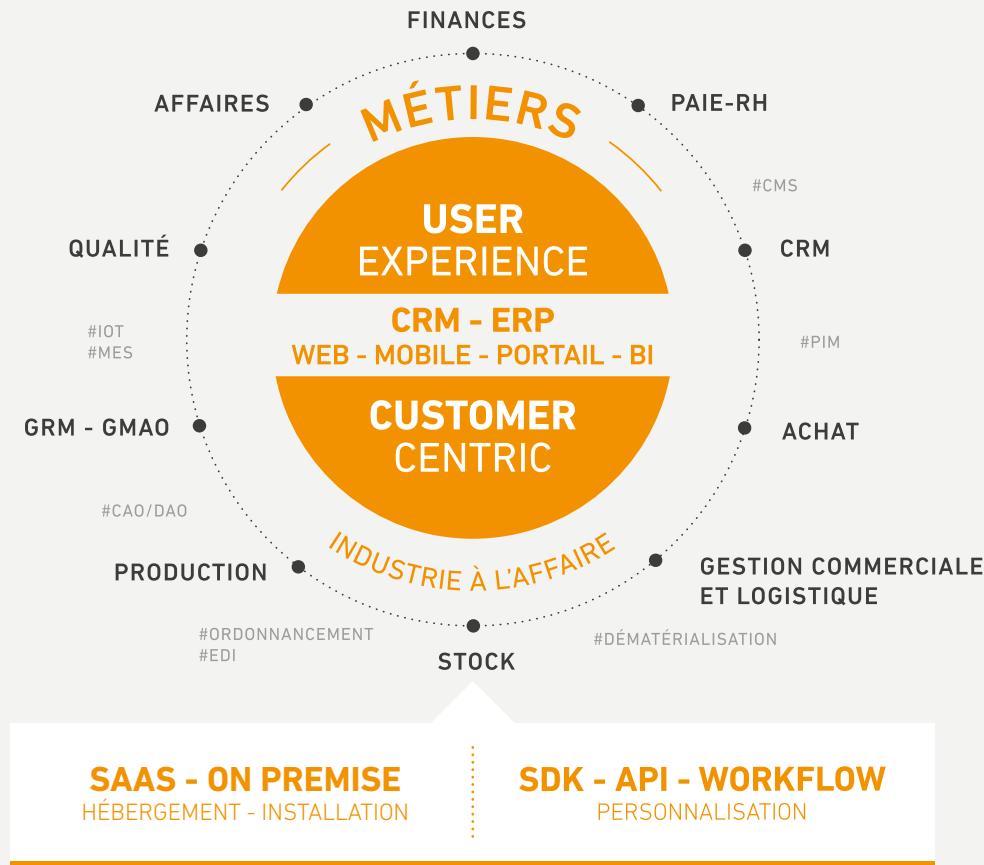 FINANCES
AFFAIRES
PAIE-RH
MÉTIERS
#CMS
USER
EXPERIENCE
QUALITÉ
CRM
CRM - ERP
WEB - MOBILE - PORTAIL - BI
#IOT
#MES
#PIM
CUSTOMER
CENTRIC
GRM - GMAO
ACHAT
#CAO/DAO
INDUSTRIE À L'AFFAIRE
PRODUCTION
GESTION COMMERCIALE
ET LOGISTIQUE
#ORDONNANCEMENT
#EDI
#DÉMATÉRIALISATION
STOCK
SAAS - ON PREMISE
HÉBERGEMENT - INSTALLATION
SDK - API - WORKFLOW
PERSONNALISATION